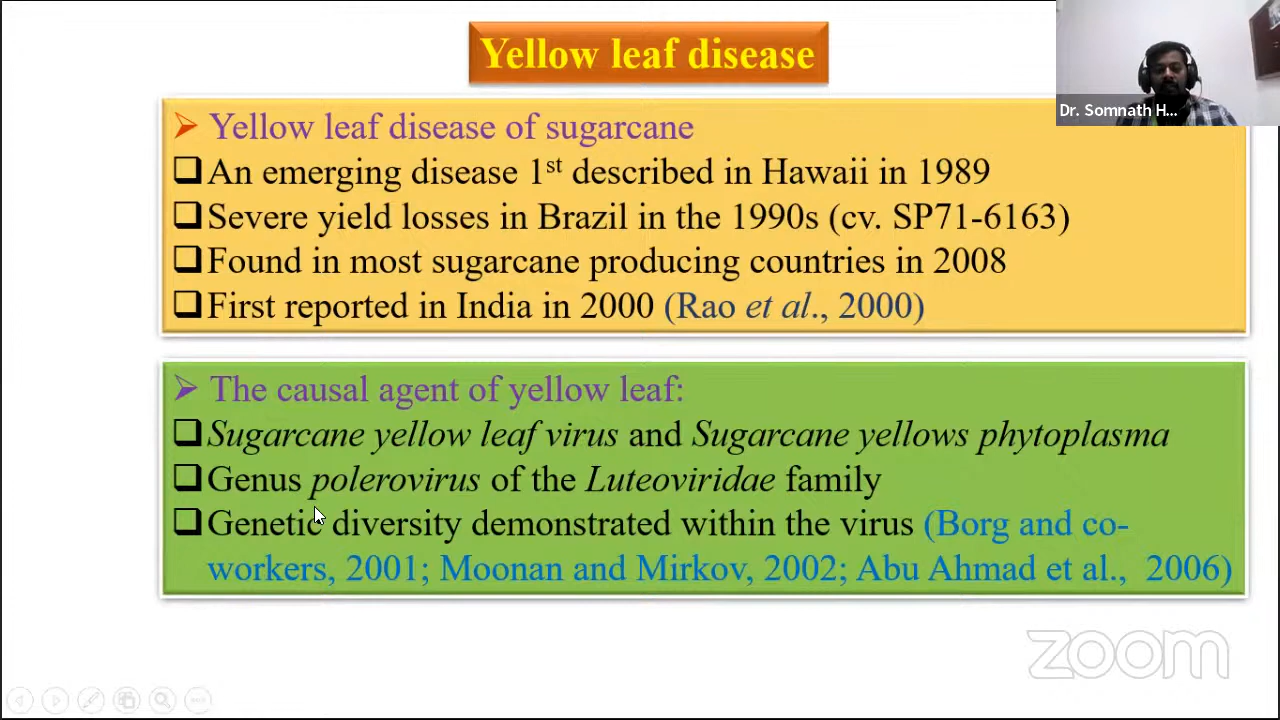 Yellow leaf disease
Dr. Somnath H...
➢ Yellow leaf disease of sugarcane
❑ An emerging disease 1st described in Hawaii in 1989
❑ Severe yield losses in Brazil in the 1990s (cv. SP71-6163)
❑ Found in most sugarcane producing countries in 2008
❑ First reported in India in 2000 (Rao et al., 2000)
➢ The causal agent of yellow leaf:
❑ Sugarcane yellow leaf virus and Sugarcane yellows phytoplasma
❑ Genus polerovirus of the Luteoviridae family
❑ Genetic diversity demonstrated within the virus (Borg and co-
workers, 2001; Moonan and Mirkov, 2002; Abu Ahmad et al., 2006)
zoom